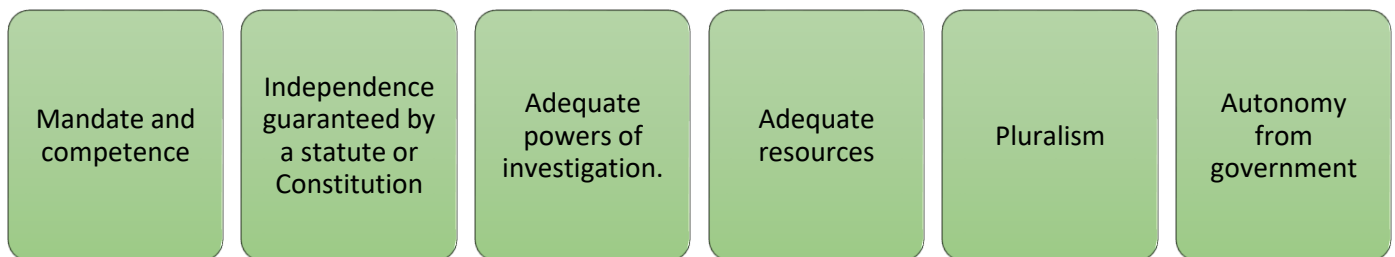 Mandate and
competence
Independence
guaranteed by
a statute or
Constitution
Adequate
powers of
investigation.
Adequate
resources
Pluralism
Autonomy
from
government